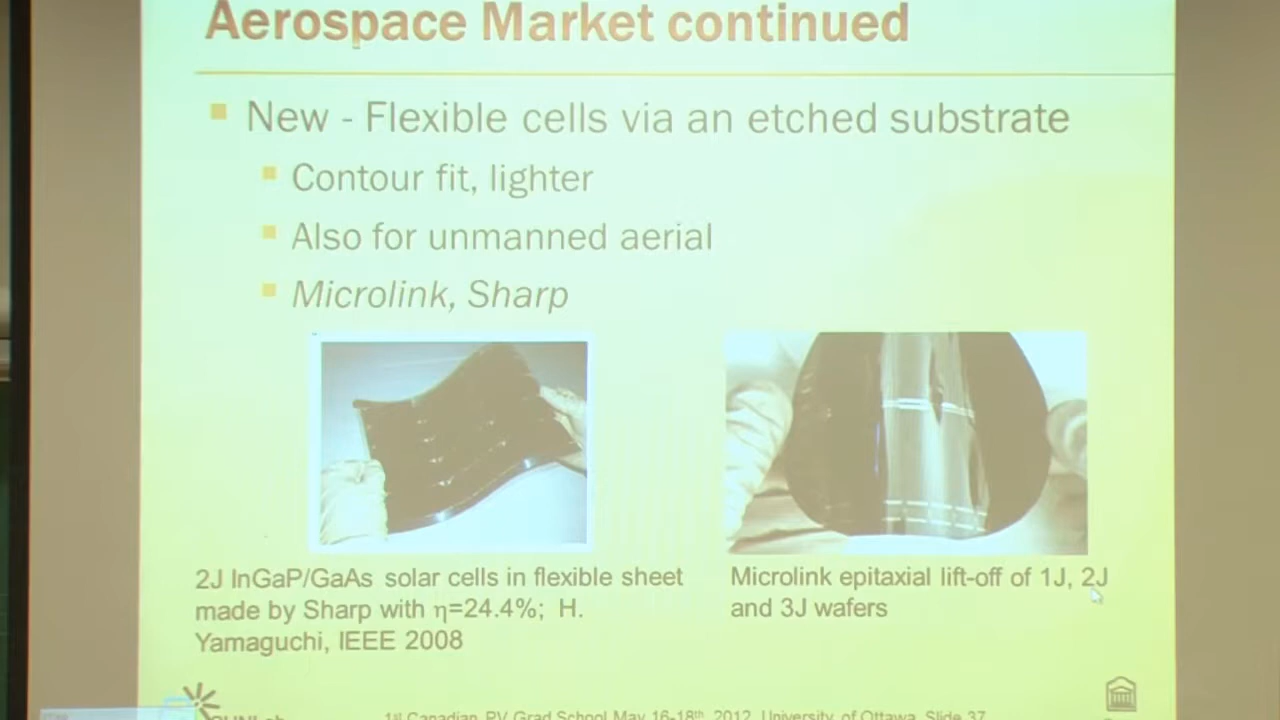 Aerospace Market continued
New - Flexible cells via an etched substrate
Contour fit, lighter
Also for unmanned aerial
Microlink, Sharp
2J InGaP/GaAs solar cells in flexible sheet
made by Sharp with η=24.4%; H.
Yamaguchi, IEEE 2008
Microlink epitaxial lift-off of 1J, 2J
and 3J wafers
1st Canadian PV Grad School May 16-18th, 2012, University of Ottawa, Slide 37